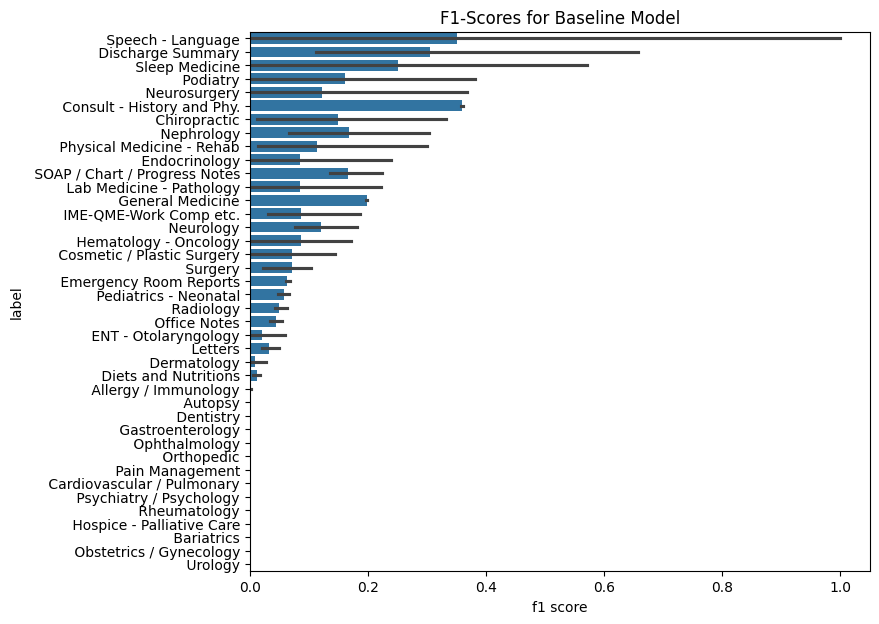 F1-Scores for Baseline Model
label
Speech - Language
Discharge Summary
Sleep Medicine
Podiatry
Neurosurgery
Consult - History and Phy.
Chiropractic
Nephrology
Physical Medicine - Rehab
Endocrinology
SOAP / Chart / Progress Notes
Lab Medicine - Pathology
General Medicine
IME-QME-Work Comp etc.
Neurology
Hematology - Oncology
Cosmetic / Plastic Surgery
Surgery
Emergency Room Reports
Pediatrics - Neonatal
Radiology
Office Notes
ENT - Otolaryngology
Letters
Dermatology
Diets and Nutritions
Allergy / Immunology
Autopsy
Dentistry
Gastroenterology
Ophthalmology
Orthopedic
Pain Management
Cardiovascular / Pulmonary
Psychiatry / Psychology
Rheumatology
Hospice - Palliative Care
Bariatrics
Obstetrics / Gynecology
Urology
0.0 0.2 0.4 0.6 0.8 1.0
f1 score